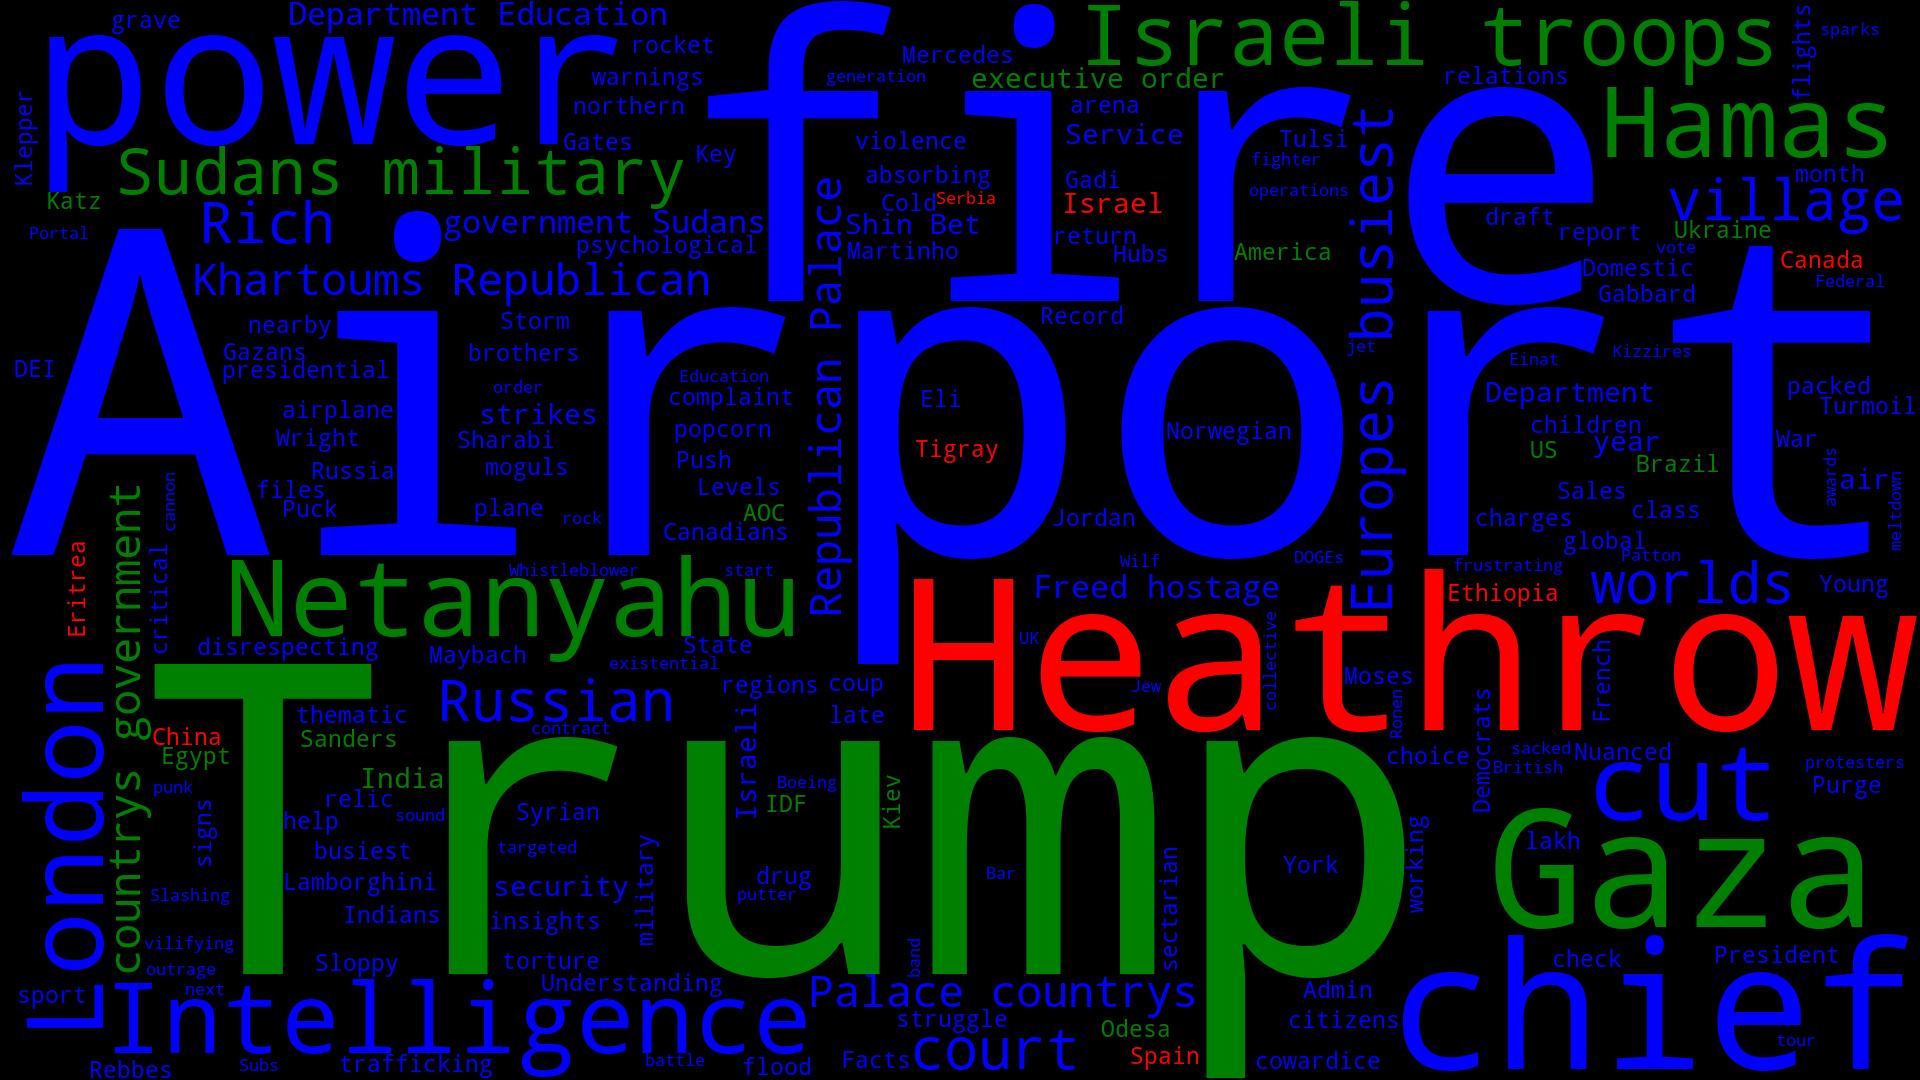 grave
Department Education
power
rocket
Mercedes
fire
Israeli troops
flights
sparks
warnings
generation
executive order
relations
northern
arena
Hamas
Klepper
Gates
Key
violence
Service
Tulsi
fighter
Sudans military
absorbing
Gadi
operations
month
Katz
Cold
Serbia
Israel
village
Portal
Rich
government Sudans
Shin Bet
return
draft
report
Ukraine
psychological
Martinho
Hubs
America
vote
Canada
Khartoums Republican
Republican Palace
Europes busiest
Domestic
Gabbard
Federal
Airport
nearby
Storm
Record
DEI
Gazans
brothers
jet
Einat
Kizzires
presidential
order
Education
complaint
Eli
Department
packed
Turmoil
airplane
strikes
Wright
Sharabi
popcorn
Norwegian
children
year
War
Russia
moguls
Push
Tigray
US
Brazil
files
Levels
Sales
awards
air
Puck
plane
rock
AOC
Jordan
charges
class
cannon
Canadians
global
meltdown
countrys government
critical
Eritrea
Whistleblower
start
Wilf
DOGEs
frustrating
Patton
Netanyahu
Freed hostage
Ethiopia
worlds
Young
disrespecting
Maybach
State
existential
Heathrow
UK
collective
London
Russian
regions
coup
Jew
Moses
French
thematic
contract
late
Ronen
Democrats
China
Sanders
Israeli
choice
sacked
Nuanced
Egypt
Trump
India
Boeing
Kiev
British
cut
protesters
punk
relic
sound
Syrian
IDF
Purge
signs
help
busiest
targeted
military
working
Gaza
lakh
Lamborghini
security
drug
Bar
York
Slashing
putter
sectarian
Indians
insights
vilifying
Sloppy
torture
band
chief
check
President
outrage
sport
next
Intelligence
Understanding
Palace countrys
Admin
struggle
Odesa
citizens
court
tour
Rebbes
Subs
trafficking
battle
flood
Facts
Spain
cowardice